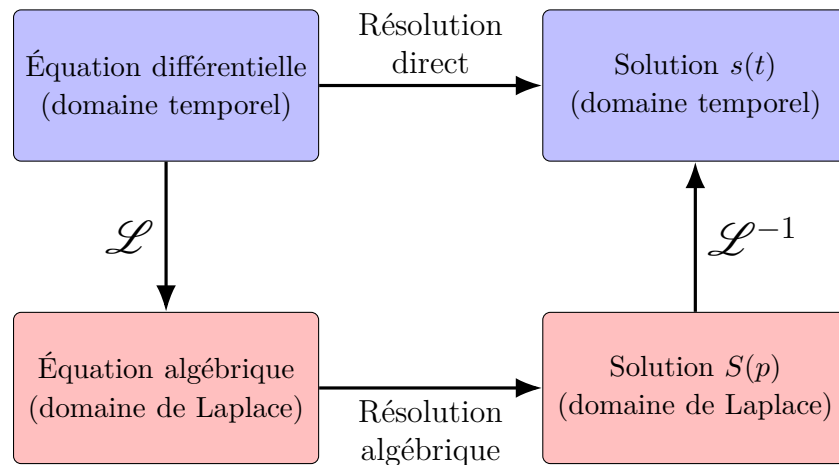 Équation différentielle
(domaine temporel)
Résolution
direct
Solution s(t)
(domaine temporel)
ℒ
ℒ⁻¹
Équation algébrique
(domaine de Laplace)
Résolution
algébrique
Solution S(p)
(domaine de Laplace)